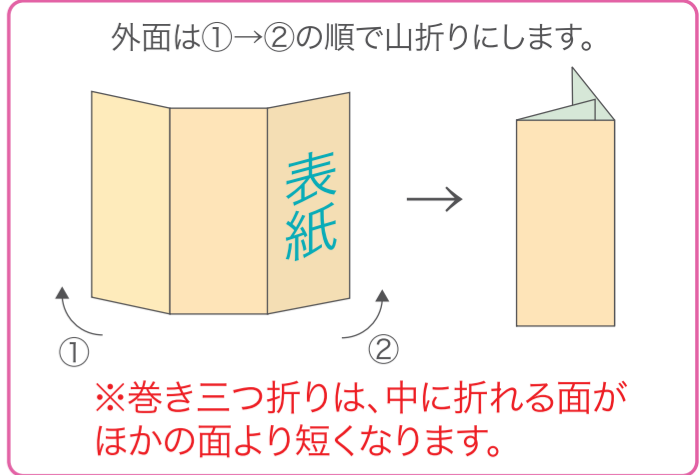 外面は①→②の順で山折りにします。
表紙
①
②
※巻き三つ折りは、中に折れる面が
ほかの面より短くなります。